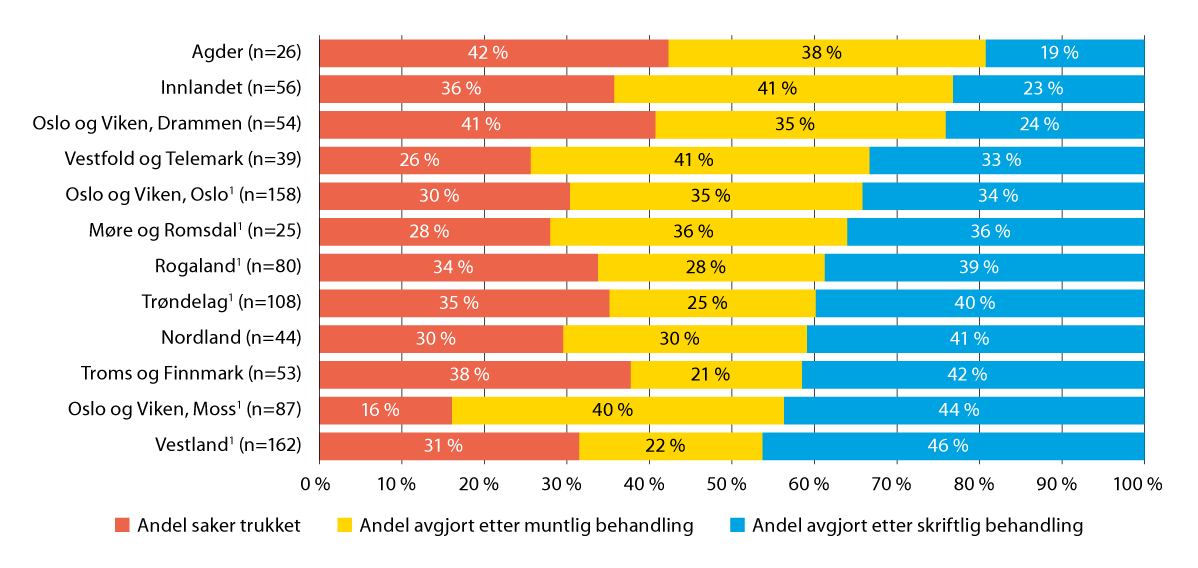 Agder (n=26) 42 % 38 % 19 %
Innlandet (n=56) 36 % 41 % 23 %
Oslo og Viken, Drammen (n=54) 41 % 35 % 24 %
Vestfold og Telemark (n=39) 26 % 41 % 33 %
Oslo og Viken, Oslo¹ (n=158) 30 % 35 % 34 %
Møre og Romsdal¹ (n=25) 28 % 36 % 36 %
Rogaland¹ (n=80) 34 % 28 % 39 %
Trøndelag¹ (n=108) 35 % 25 % 40 %
Nordland (n=44) 30 % 30 % 41 %
Troms og Finnmark (n=53) 38 % 21 % 42 %
Oslo og Viken, Moss¹ (n=87) 16 % 40 % 44 %
Vestland¹ (n=162) 31 % 22 % 46 %
0 % 10 % 20 % 30 % 40 % 50 % 60 % 70 % 80 % 90 % 100 %
Andel saker trukket Andel avgjort etter muntlig behandling Andel avgjort etter skriftlig behandling